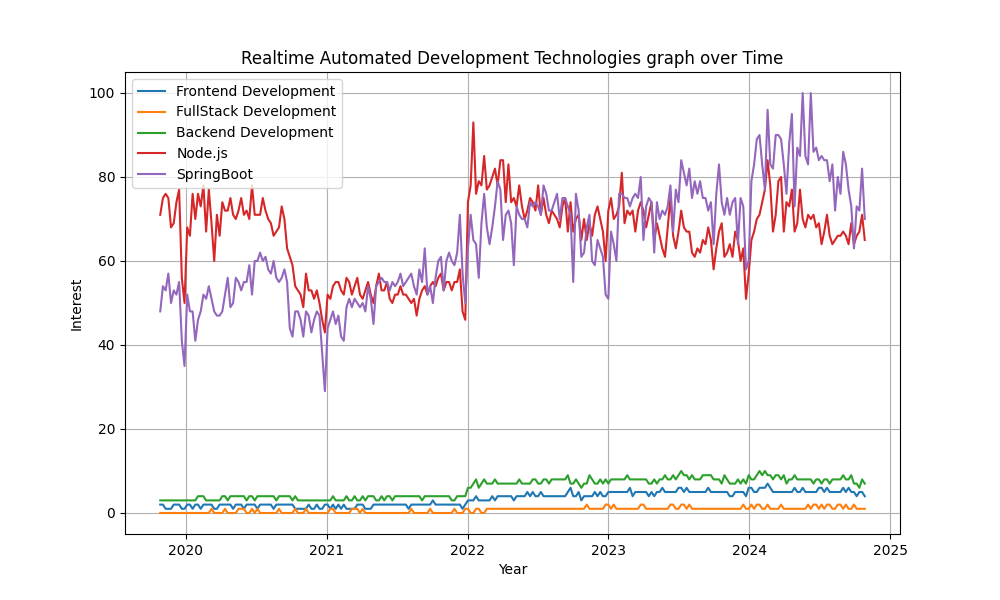 Realtime Automated Development Technologies graph over Time
Frontend Development
FullStack Development
Backend Development
Node.js
SpringBoot
100
80
60
40
20
0
Interest
2020 2021 2022 2023 2024 2025
Year